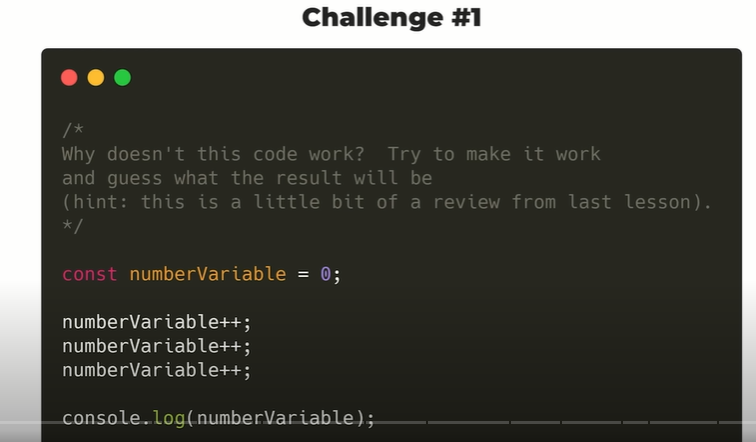 Challenge #1
/*
Why doesn't this code work?  Try to make it work
and guess what the result will be
(hint: this is a little bit of a review from last lesson).
*/
const numberVariable = 0;
numberVariable++;
numberVariable++;
numberVariable++;
console.log(numberVariable);